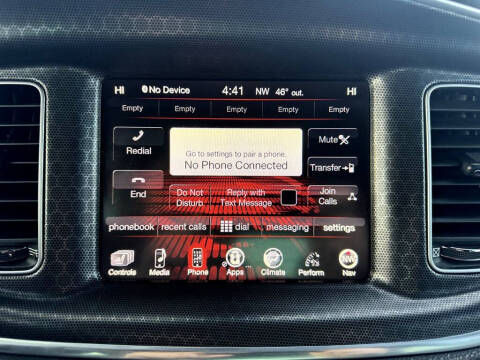 HI No Device 4:41 NW 46° out. HI
Empty Empty Empty Empty Empty
Redial
Go to settings to pair a phone.
No Phone Connected
Mute
Transfer
End
Do Not Disturb
Reply with Text Message
Join Calls
phonebook recent calls dial messaging settings
Controls Media Phone Apps Climate Perform Nav